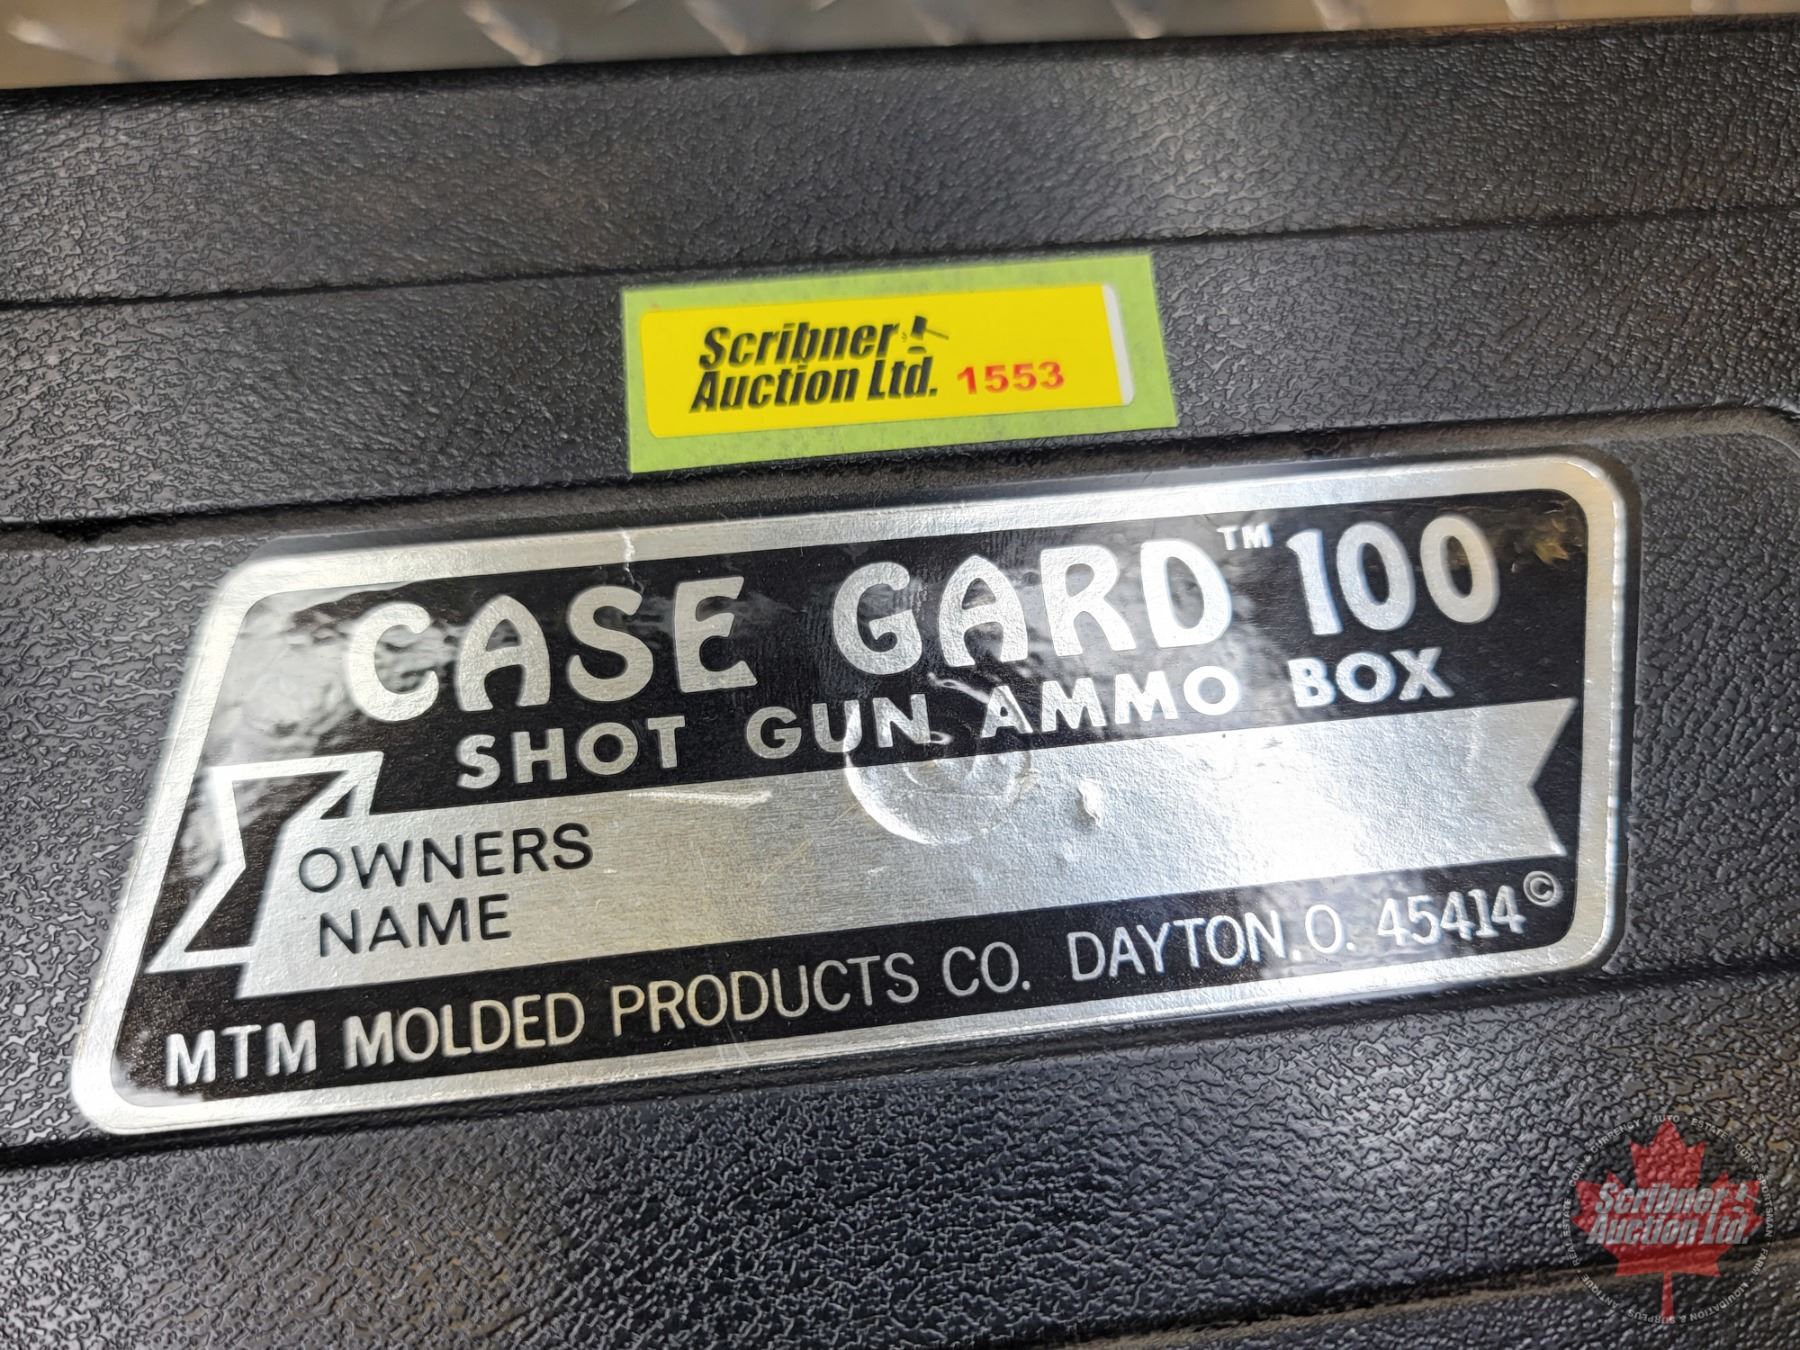 Scribner
Auction Ltd. 1553
CASE GARD™ 100
SHOT GUN AMMO BOX
OWNERS
NAME
MTM MOLDED PRODUCTS CO. DAYTON, O. 45414 ©
Scribner
Auction Ltd.